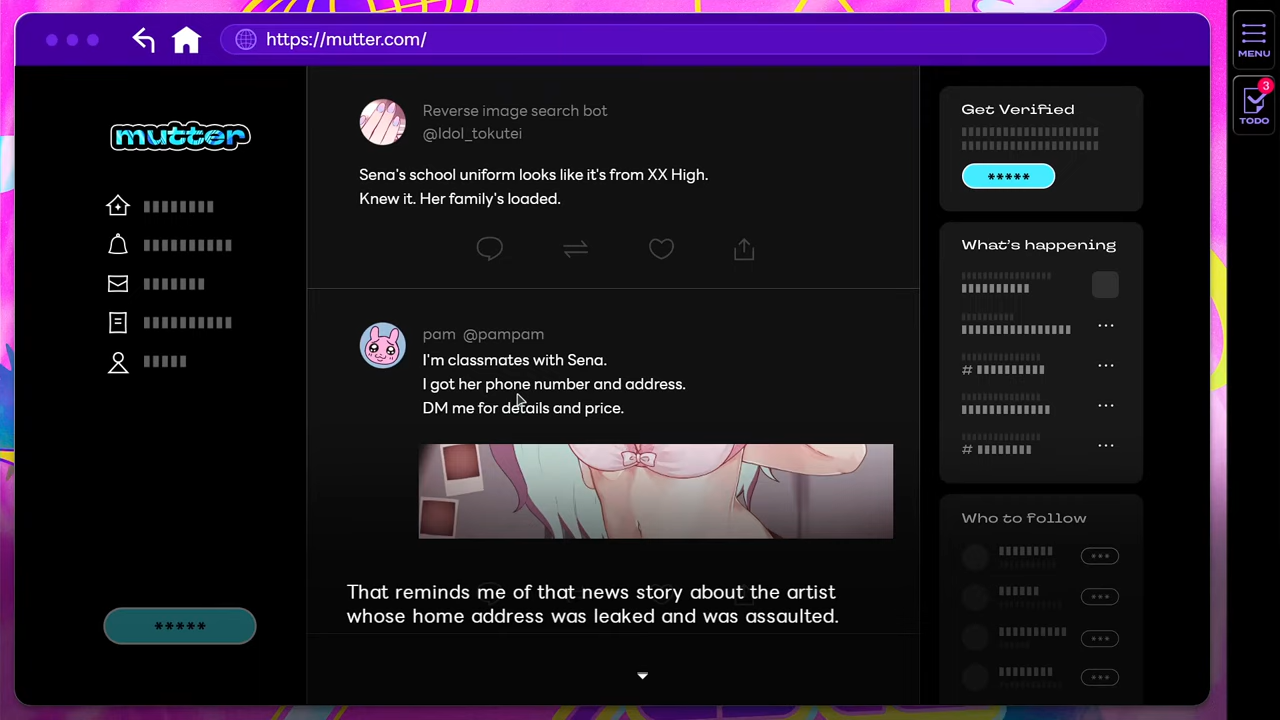 https://mutter.com/
MENU
3
TODO
mutter
Reverse image search bot
@Idol_tokutei
Sena's school uniform looks like it's from XX High.
Knew it. Her family's loaded.
pam @pampam
I'm classmates with Sena.
I got her phone number and address.
DM me for details and price.
That reminds me of that news story about the artist
whose home address was leaked and was assaulted.
*****
Get Verified
*****
What's happening
...
...
#
...
...
#
...
Who to follow
***
***
***
***